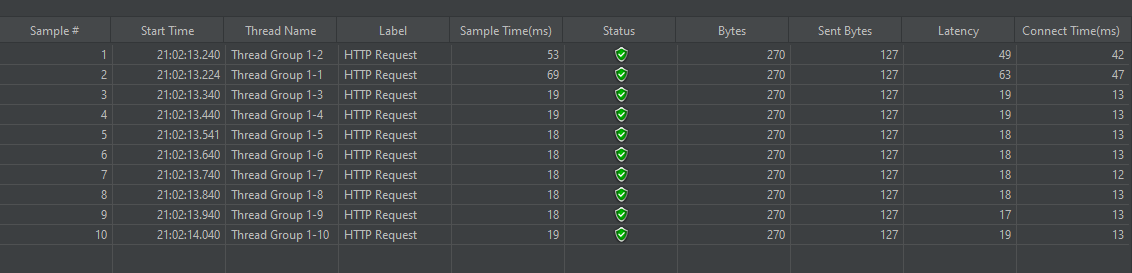 Sample # Start Time Thread Name Label Sample Time(ms) Status Bytes Sent Bytes Latency Connect Time(ms)
1 21:02:13.240 Thread Group 1-2 HTTP Request 53 270 127 49 42
2 21:02:13.224 Thread Group 1-1 HTTP Request 69 270 127 63 47
3 21:02:13.340 Thread Group 1-3 HTTP Request 19 270 127 19 13
4 21:02:13.440 Thread Group 1-4 HTTP Request 19 270 127 19 13
5 21:02:13.541 Thread Group 1-5 HTTP Request 18 270 127 18 13
6 21:02:13.640 Thread Group 1-6 HTTP Request 18 270 127 18 13
7 21:02:13.740 Thread Group 1-7 HTTP Request 18 270 127 18 12
8 21:02:13.840 Thread Group 1-8 HTTP Request 18 270 127 18 13
9 21:02:13.940 Thread Group 1-9 HTTP Request 18 270 127 17 13
10 21:02:14.040 Thread Group 1-10 HTTP Request 19 270 127 19 13